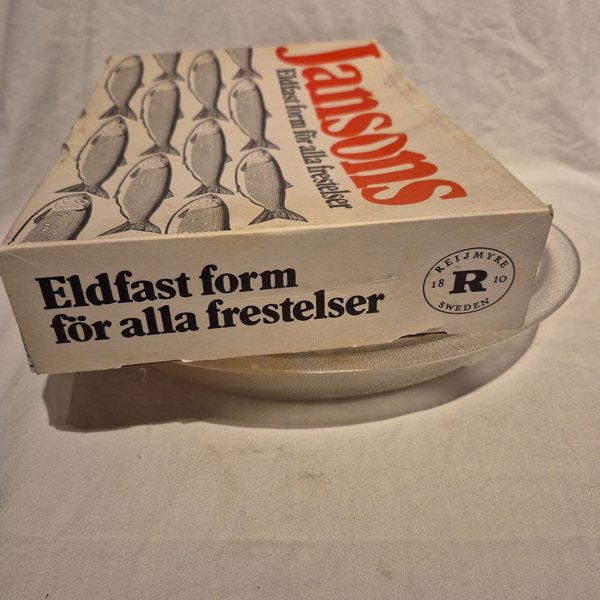 Jansons
Eldfast form för alla frestelser
Eldfast form
för alla frestelser
REIJMYRE
18 R 10
SWEDEN